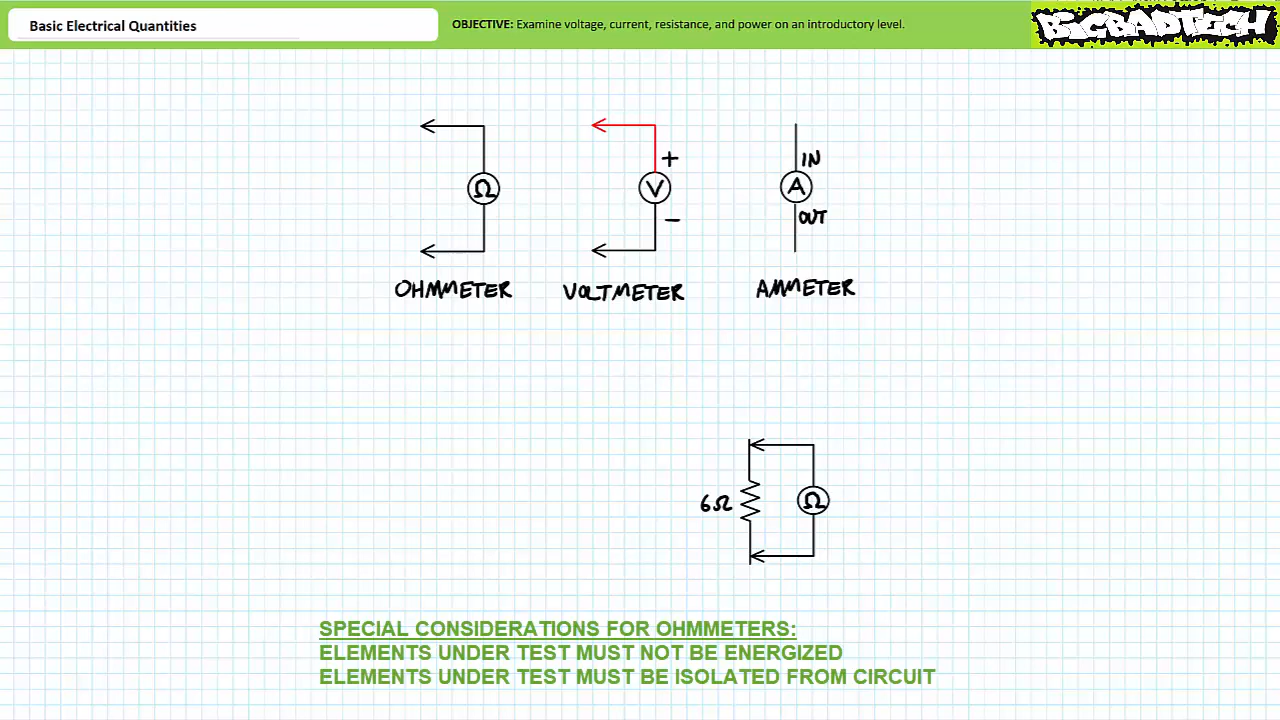 Basic Electrical Quantities
OBJECTIVE: Examine voltage, current, resistance, and power on an introductory level.
BIGBADTECH
+
IN
Ω
V
A
−
OUT
OHMMETER
VOLTMETER
AMMETER
6Ω
Ω
SPECIAL CONSIDERATIONS FOR OHMMETERS:
ELEMENTS UNDER TEST MUST NOT BE ENERGIZED
ELEMENTS UNDER TEST MUST BE ISOLATED FROM CIRCUIT